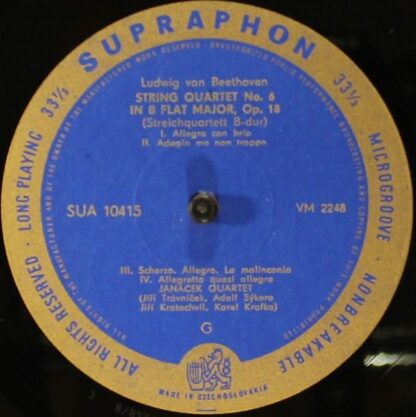 SUPRAPHON
33⅓
33⅓
LONG PLAYING
MICROGROOVE
ALL RIGHTS RESERVED
NONBREAKABLE
Ludwig van Beethoven
STRING QUARTET No. 6
IN B FLAT MAJOR, Op. 18
(Streichquartett B-dur)
I. Allegro con brio
II. Adagio ma non troppo
SUA 10415
VM 2248
III. Scherzo. Allegro. La malinconia
IV. Allegretto quasi allegro
JANÁČEK QUARTET
(Jiří Trávníček, Adolf Sýkora
Jiří Kratochvíl, Karel Krafka)
G
MADE IN CZECHOSLOVAKIA